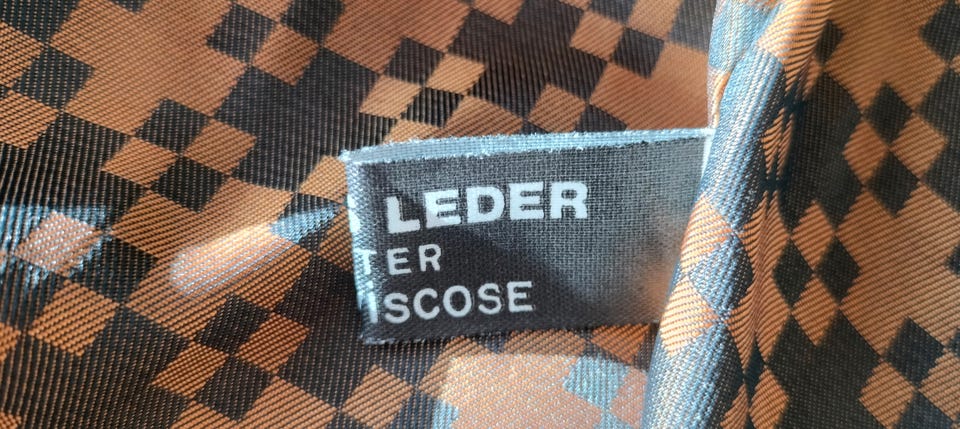 LEDER
TER
ISCOSE